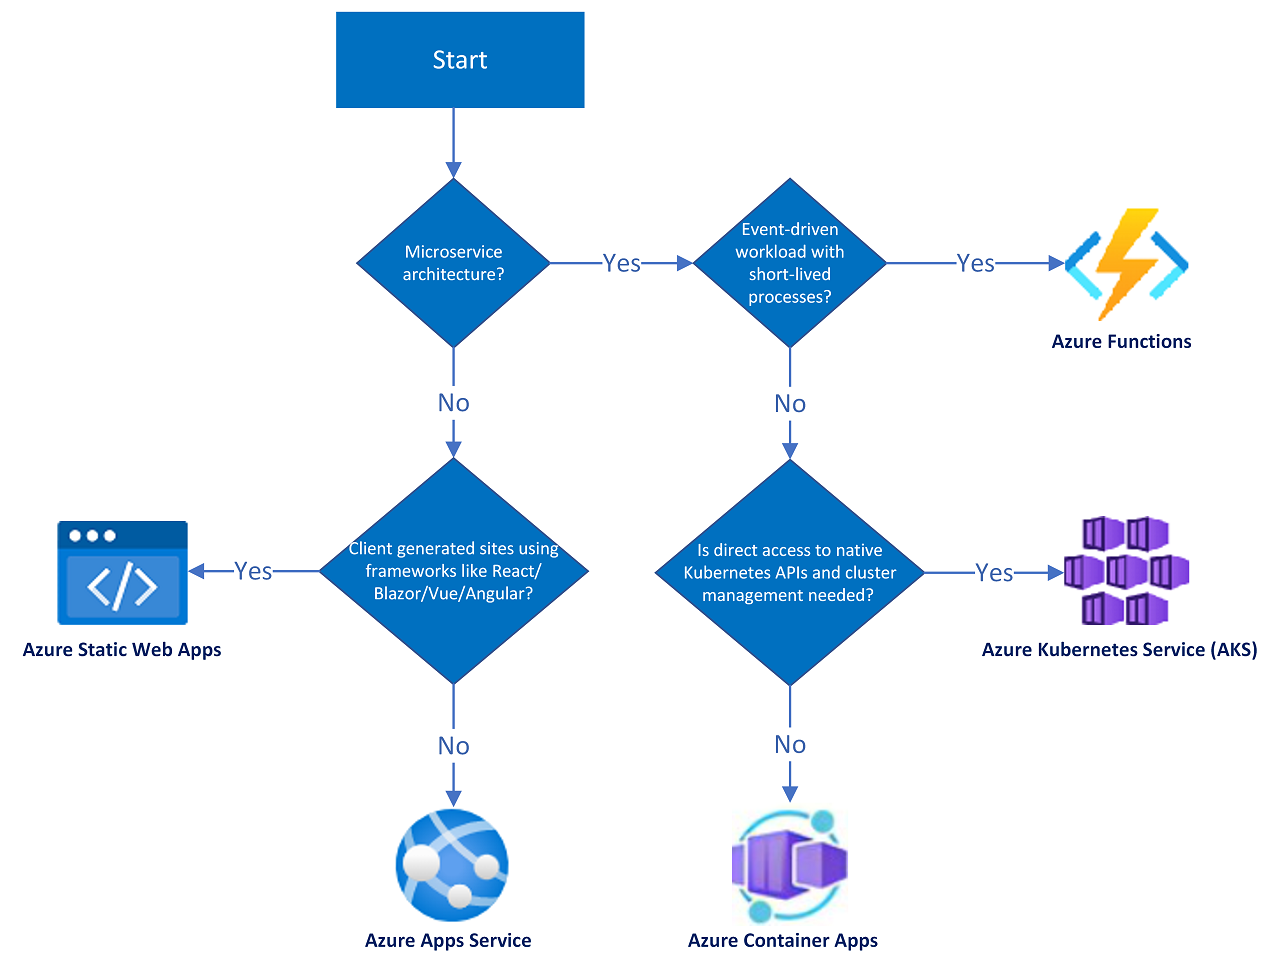 Start
Microservice
architecture?
Yes
Event-driven
workload with
short-lived
processes?
Yes
Azure Functions
No
No
Client generated sites using
frameworks like React/
Blazor/Vue/Angular?
Yes
Azure Static Web Apps
Is direct access to native
Kubernetes APIs and cluster
management needed?
Yes
Azure Kubernetes Service (AKS)
No
No
Azure Apps Service
Azure Container Apps